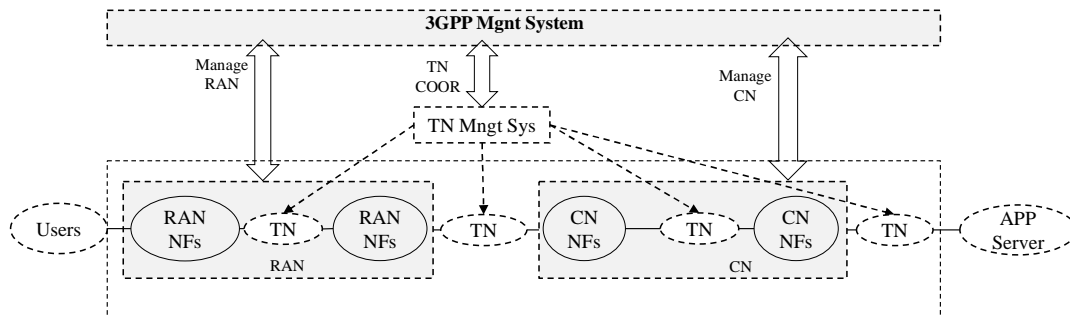 3GPP Mgnt System
Manage
RAN
TN
COOR
Manage
CN
TN Mngt Sys
Users
RAN
NFs
TN
RAN
NFs
TN
CN
NFs
TN
CN
NFs
TN
APP
Server
RAN
CN